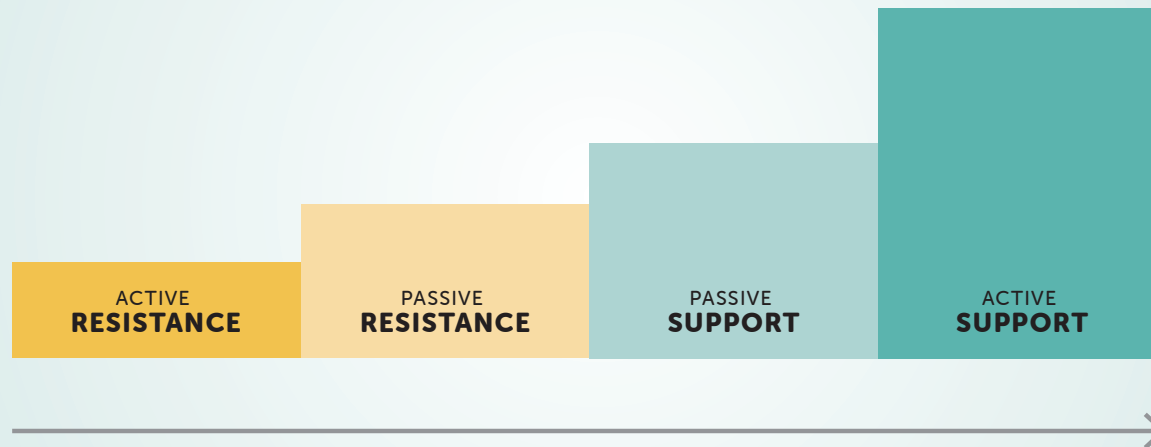 ACTIVE
RESISTANCE
PASSIVE
RESISTANCE
PASSIVE
SUPPORT
ACTIVE
SUPPORT